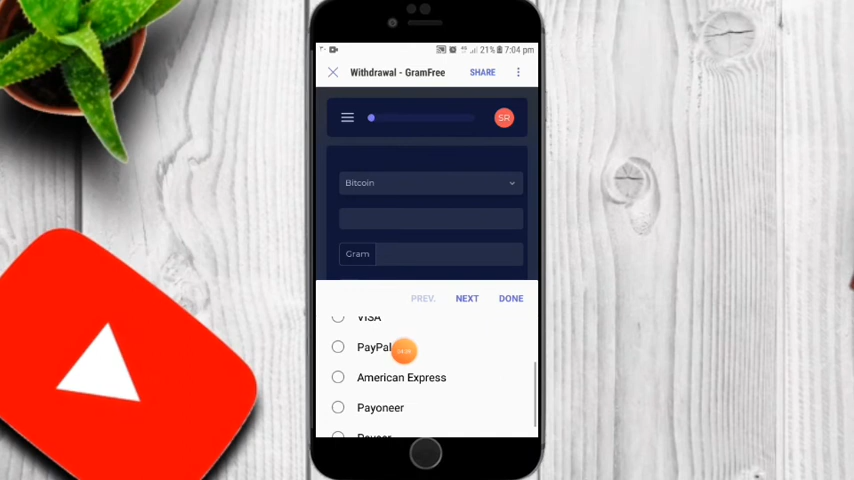 21% 7:04 pm
Withdrawal - GramFree SHARE
SR
Bitcoin
Gram
PREV. NEXT DONE
VISA
PayPal
American Express
Payoneer